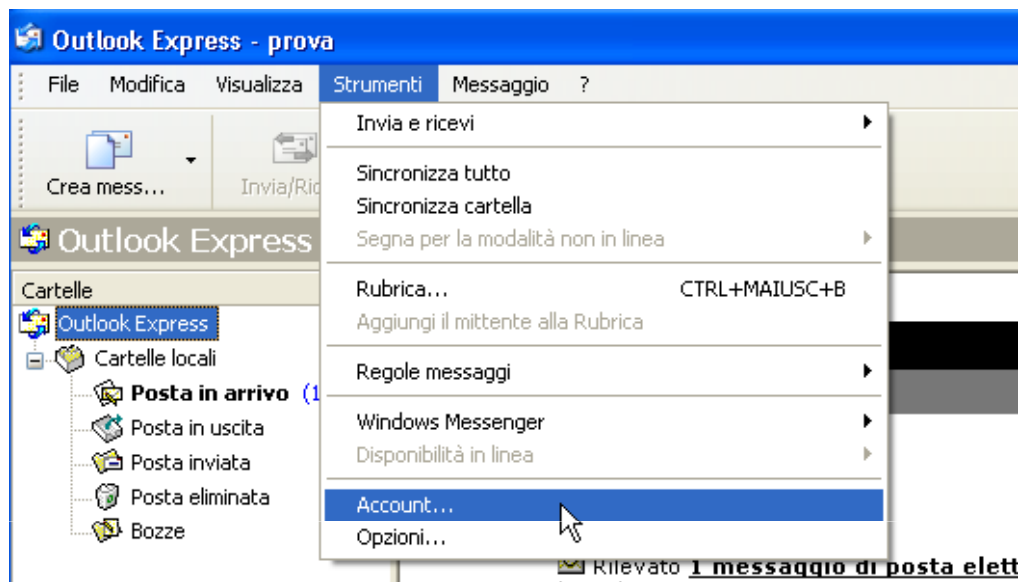 Outlook Express - prova
File Modifica Visualizza Strumenti Messaggio ?
Crea mess... Invia/Ric
Outlook Express
Cartelle
Outlook Express
Cartelle locali
Posta in arrivo (1
Posta in uscita
Posta inviata
Posta eliminata
Bozze
Invia e ricevi
Sincronizza tutto
Sincronizza cartella
Segna per la modalità non in linea
Rubrica... CTRL+MAIUSC+B
Aggiungi il mittente alla Rubrica
Regole messaggi
Windows Messenger
Disponibilità in linea
Account...
Opzioni...
Rilevato 1 messaggio di posta elett